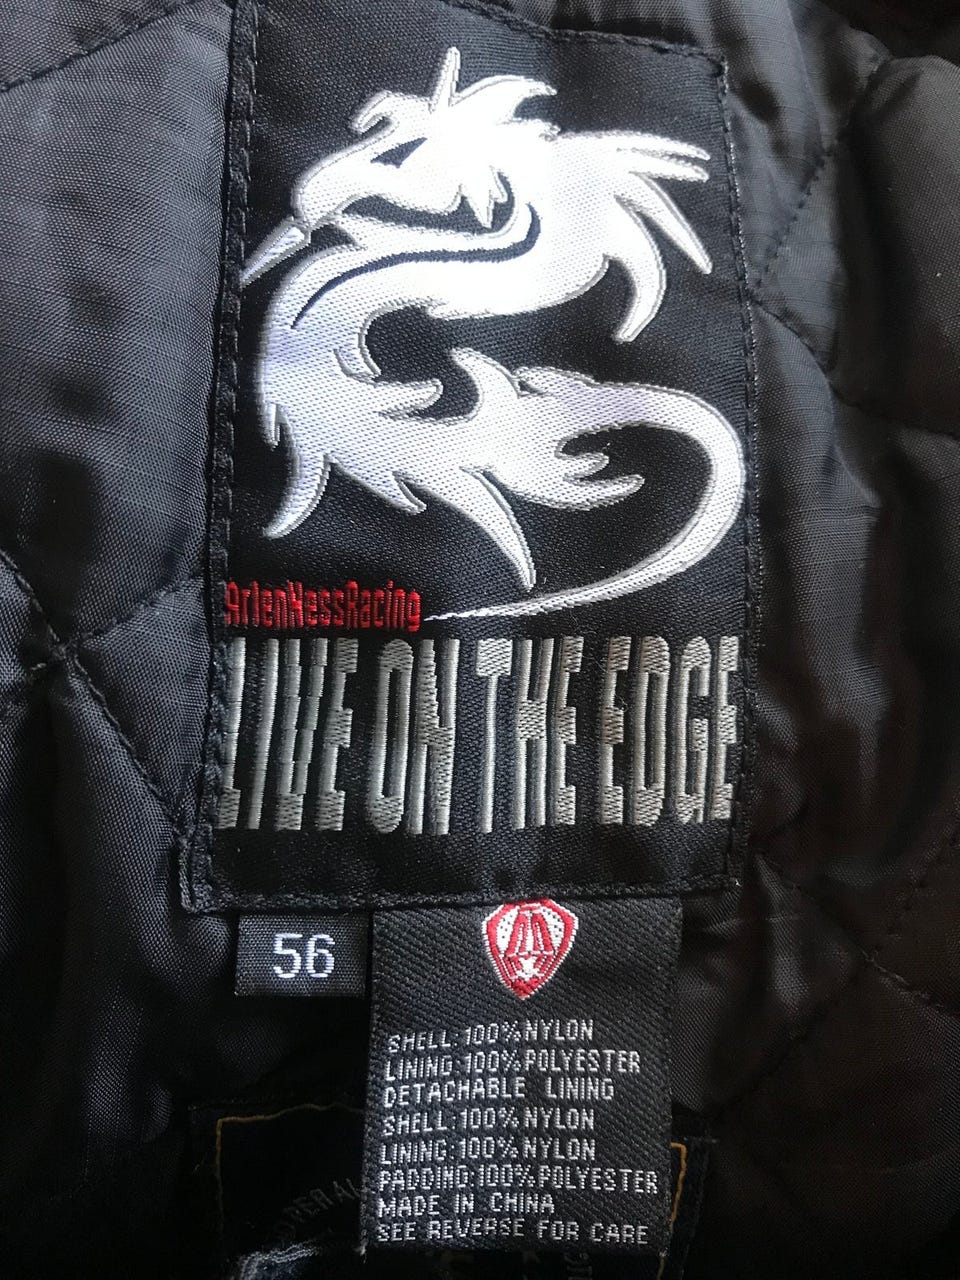 ArlenNessRacing
LIVE ON THE EDGE
56
SHELL:100%NYLON
LINING:100%POLYESTER
DETACHABLE LINING
SHELL:100%NYLON
LINING:100%NYLON
PADDING:100%POLYESTER
MADE IN CHINA
SEE REVERSE FOR CARE